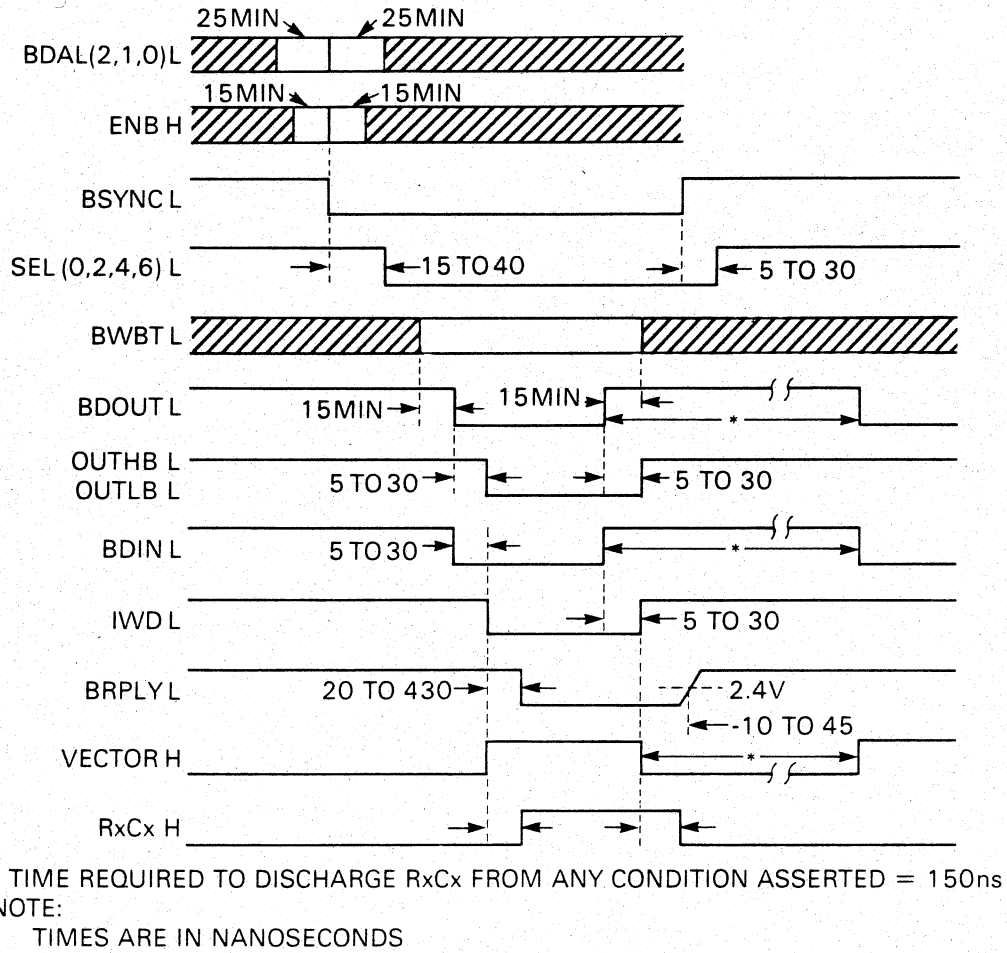 25MIN 25MIN
BDAL(2,1,0)L
15MIN 15MIN
ENB H
BSYNC L
SEL (0,2,4,6) L 15 TO 40 5 TO 30
BWBT L
BDOUT L 15MIN 15MIN *
OUTHB L
OUTLB L 5 TO 30 5 TO 30
BDIN L 5 TO 30 *
IWD L 5 TO 30
BRPLY L 20 TO 430 2.4V
-10 TO 45
VECTOR H *
RxCx H
TIME REQUIRED TO DISCHARGE RxCx FROM ANY CONDITION ASSERTED = 150ns
NOTE:
TIMES ARE IN NANOSECONDS